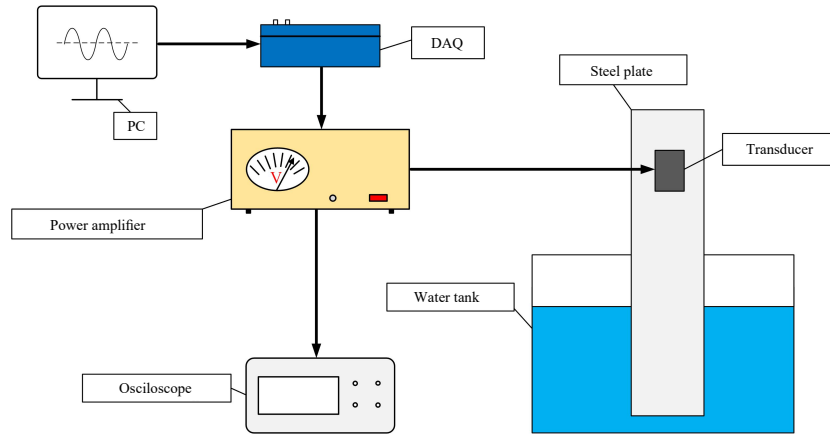 DAQ
Steel plate
PC
Transducer
V
Power amplifier
Water tank
Osciloscope